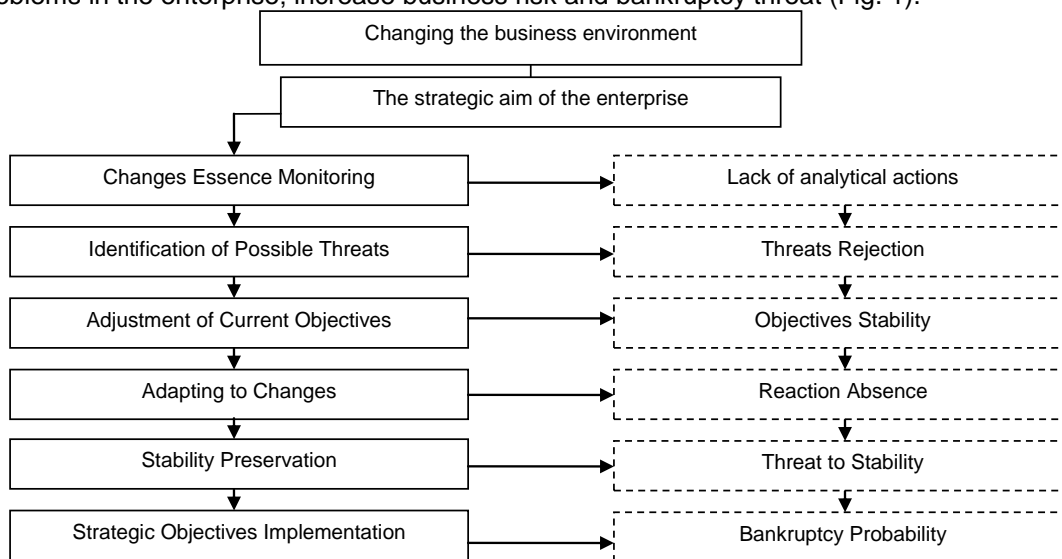 oblems in the enterprise, increase business risk and bankruptcy threat (Fig. 1).
Changing the business environment
The strategic aim of the enterprise
Changes Essence Monitoring
Lack of analytical actions
Identification of Possible Threats
Threats Rejection
Adjustment of Current Objectives
Objectives Stability
Adapting to Changes
Reaction Absence
Stability Preservation
Threat to Stability
Strategic Objectives Implementation
Bankruptcy Probability